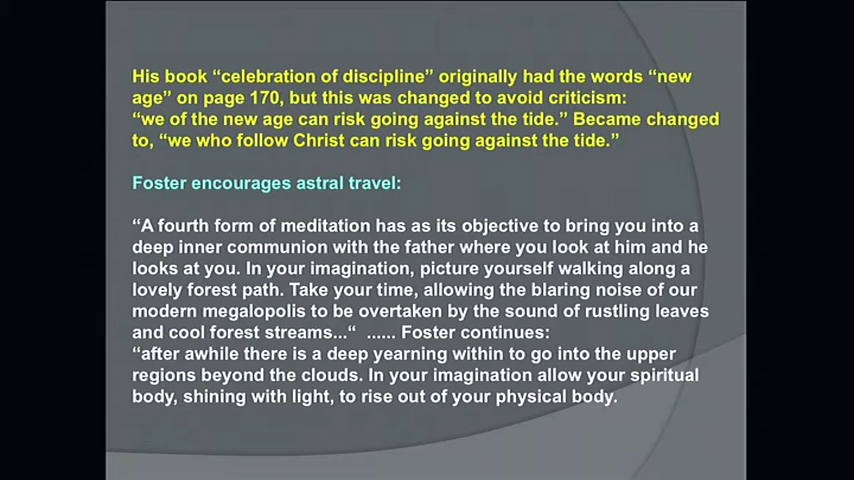 His book “celebration of discipline” originally had the words “new
age” on page 170, but this was changed to avoid criticism:
“we of the new age can risk going against the tide.” Became changed
to, “we who follow Christ can risk going against the tide.”
Foster encourages astral travel:
“A fourth form of meditation has as its objective to bring you into a
deep inner communion with the father where you look at him and he
looks at you. In your imagination, picture yourself walking along a
lovely forest path. Take your time, allowing the blaring noise of our
modern megalopolis to be overtaken by the sound of rustling leaves
and cool forest streams...“  ...... Foster continues:
“after awhile there is a deep yearning within to go into the upper
regions beyond the clouds. In your imagination allow your spiritual
body, shining with light, to rise out of your physical body.